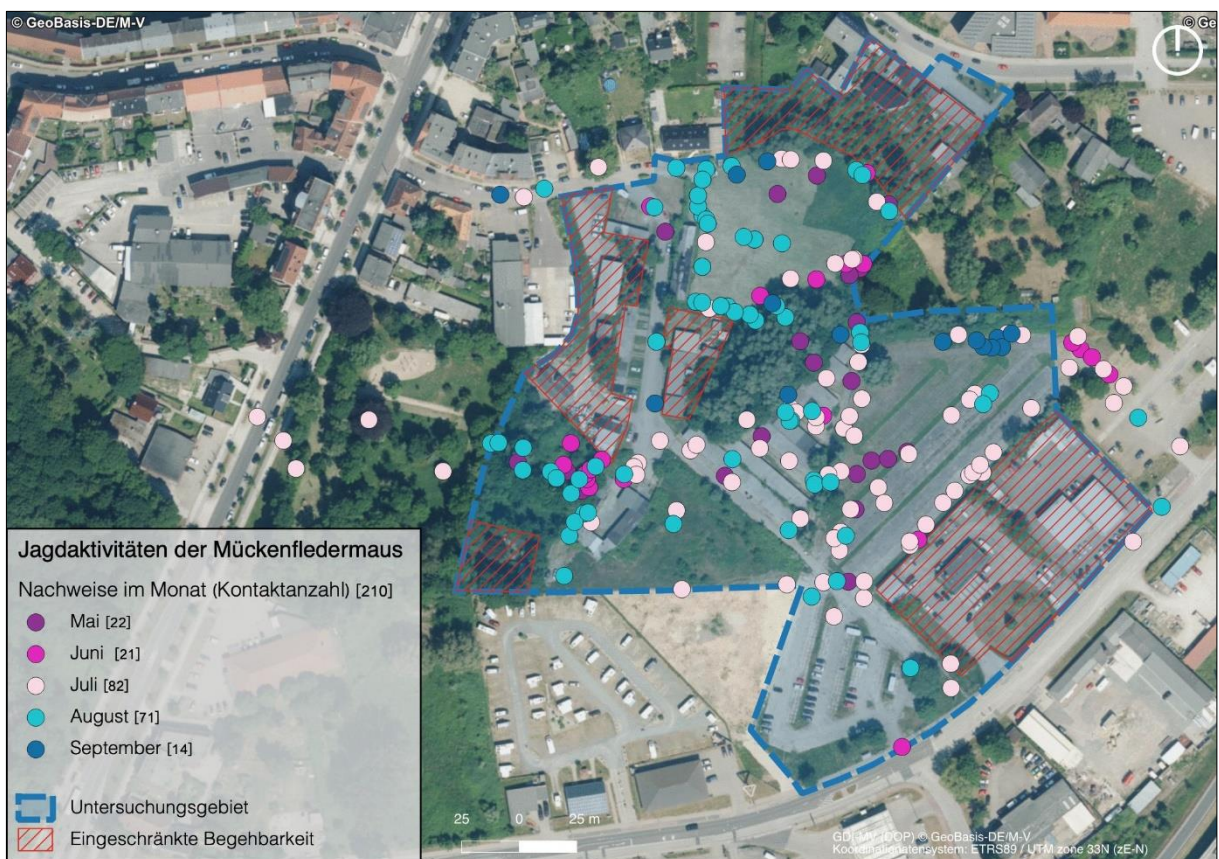 © GeoBasis-DE/M-V
© Ge
Jagdaktivitäten der Mückenfledermaus
Nachweise im Monat (Kontaktanzahl) [210]
Mai [22]
Juni [21]
Juli [82]
August [71]
September [14]
Untersuchungsgebiet
Eingeschränkte Begehbarkeit
25 0 25 m
GDI-MV (DOP) © GeoBasis-DE/M-V
Koordinatensystem: ETRS89 / UTM zone 33N (zE-N)